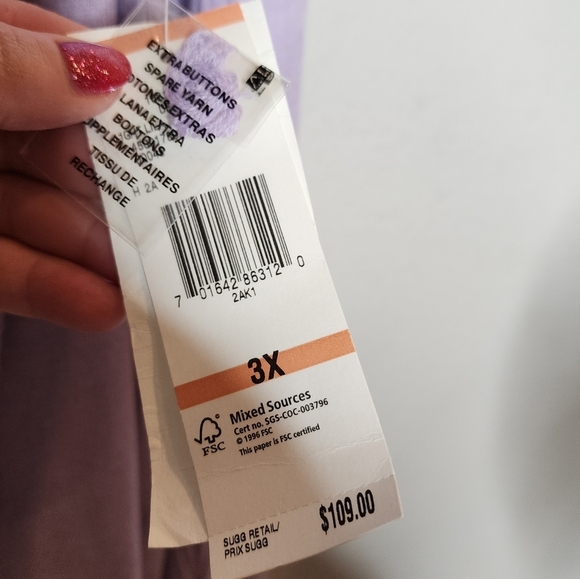 EXTRA BUTTONS
SPARE YARN
BOTONES EXTRAS
LANA EXTRA
BOUTONS
SUPPLEMENTAIRES
TISSU DE
RECHANGE
H 2A
7 01642 86312 0
2AK1
3X
FSC
Mixed Sources
Cert no. SGS-COC-003796
© 1996 FSC
This paper is FSC certified
SUGG RETAIL/
PRIX SUGG
$109.00